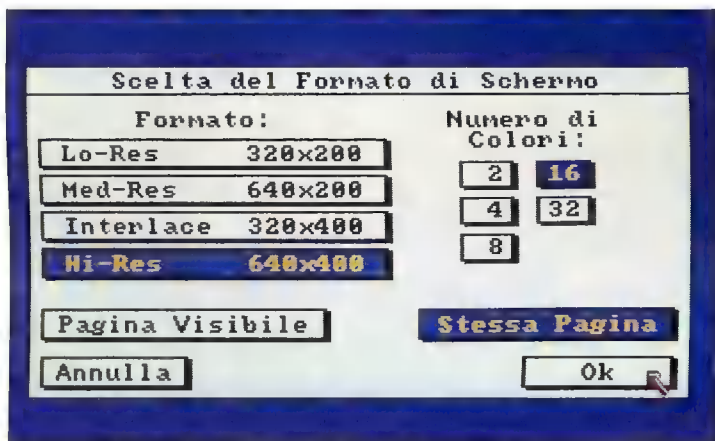 Scelta del Formato di Schermo
Formato:
Lo-Res 320x200
Med-Res 640x200
Interlace 320x400
Hi-Res 640x400
Numero di
Colori:
2 16
4 32
8
Pagina Visibile Stessa Pagina
Annulla Ok